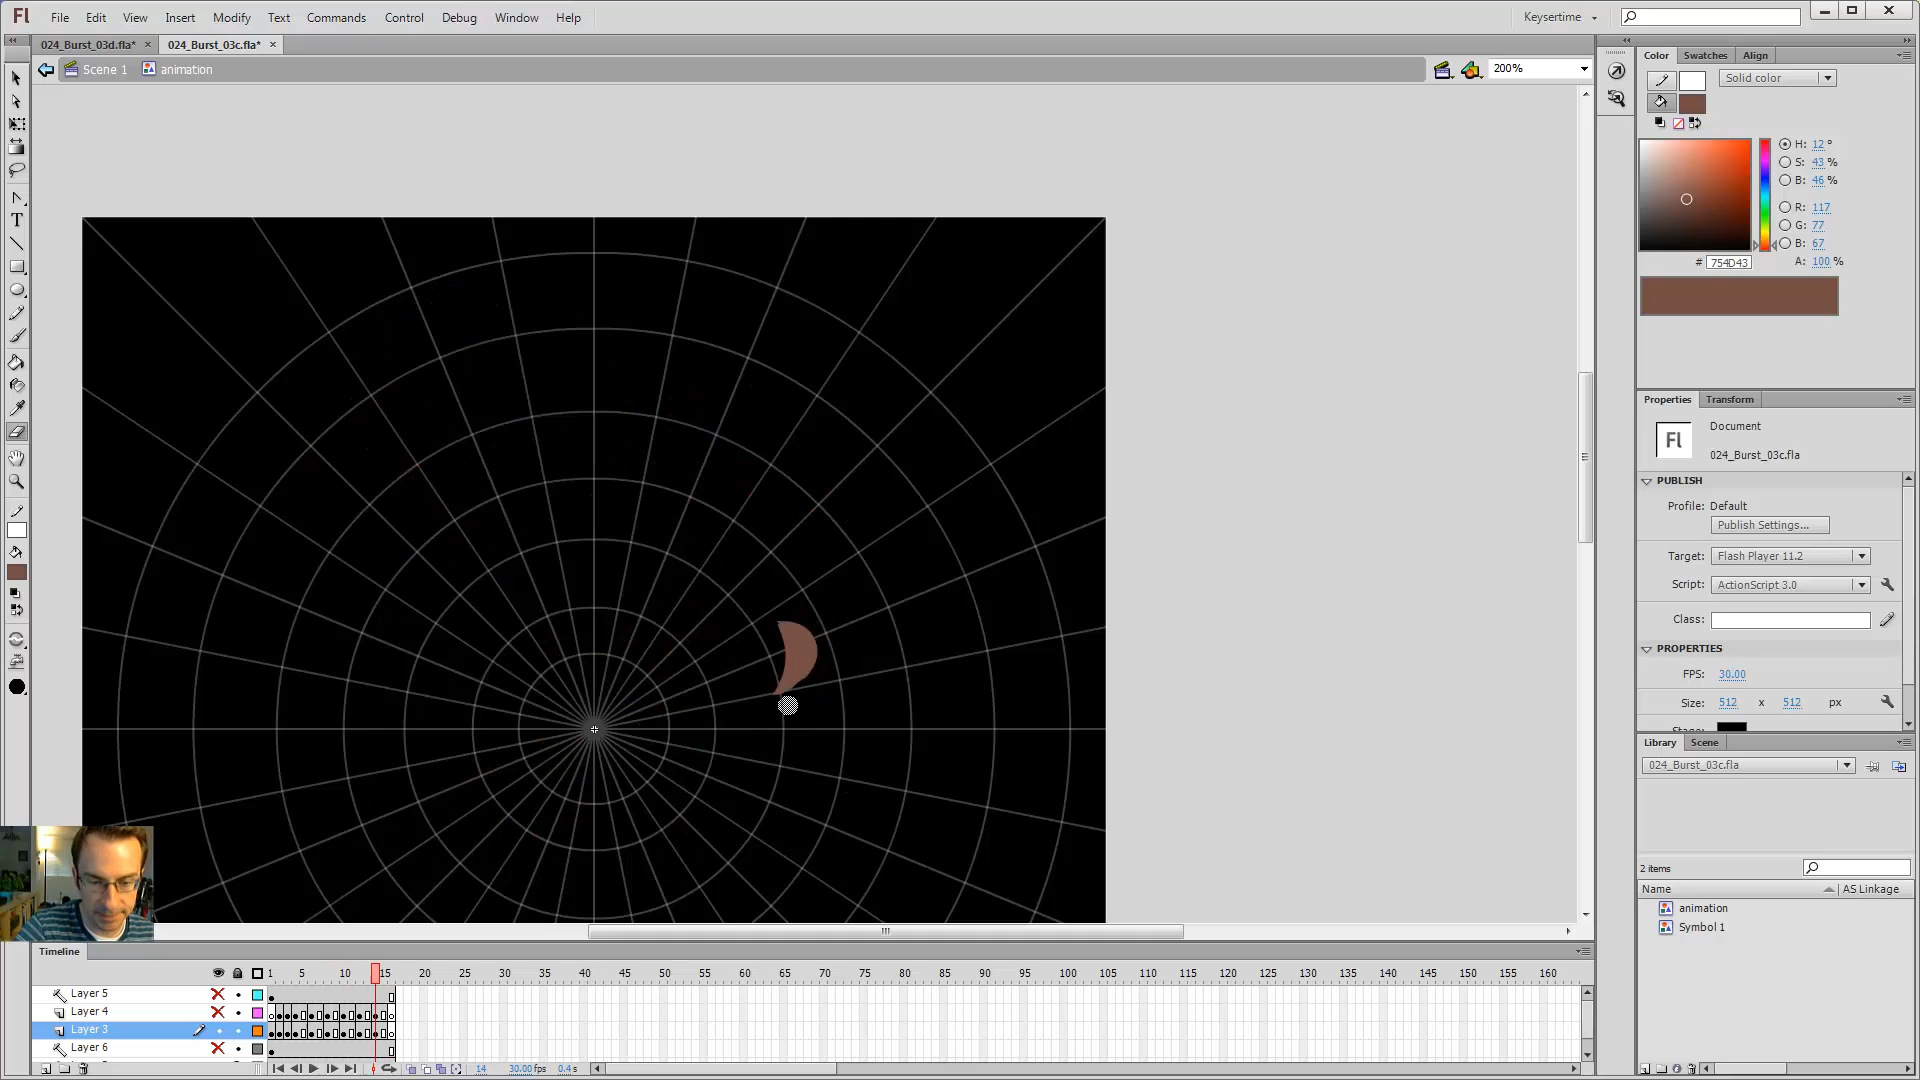 Fl File Edit View Insert Modify Text Commands Control Debug Window Help Keysertime
024_Burst_03d.fla* × 024_Burst_03c.fla* ×
Scene 1 animation 200%
Color Swatches Align
Solid color
H: 12 °
S: 43 %
B: 46 %
R: 117
G: 77
B: 67
# 754D43 A: 100 %
Properties Transform
Fl Document
024_Burst_03c.fla
PUBLISH
Profile: Default
Publish Settings...
Target: Flash Player 11.2
Script: ActionScript 3.0
Class:
PROPERTIES
FPS: 30.00
Size: 512 x 512 px
Library Scene
024_Burst_03c.fla
2 items
Name AS Linkage
animation
Symbol 1
Timeline
1 5 10 15 20 25 30 35 40 45 50 55 60 65 70 75 80 85 90 95 100 105 110 115 120 125 130 135 140 145 150 155 160
Layer 5
Layer 4
Layer 3
Layer 6
14 30.00fps 0.4s